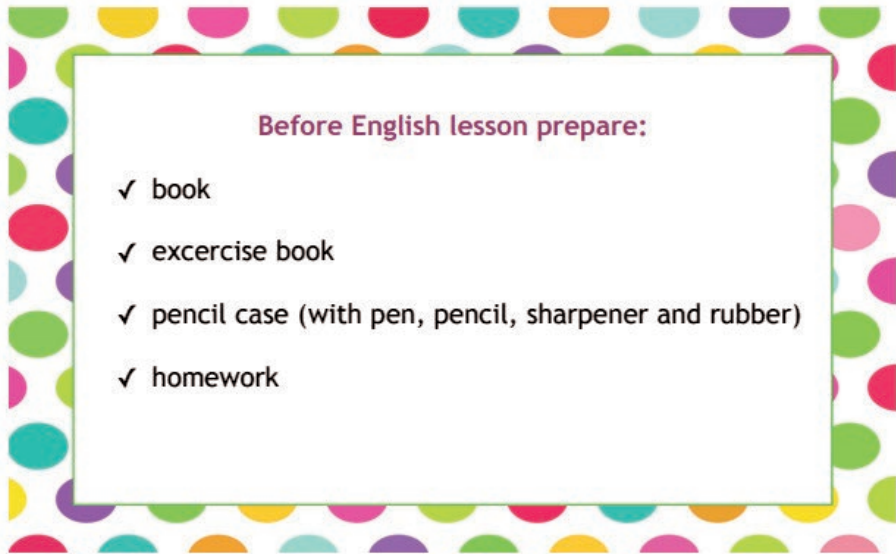 Before English lesson prepare:
✓ book
✓ excercise book
✓ pencil case (with pen, pencil, sharpener and rubber)
✓ homework